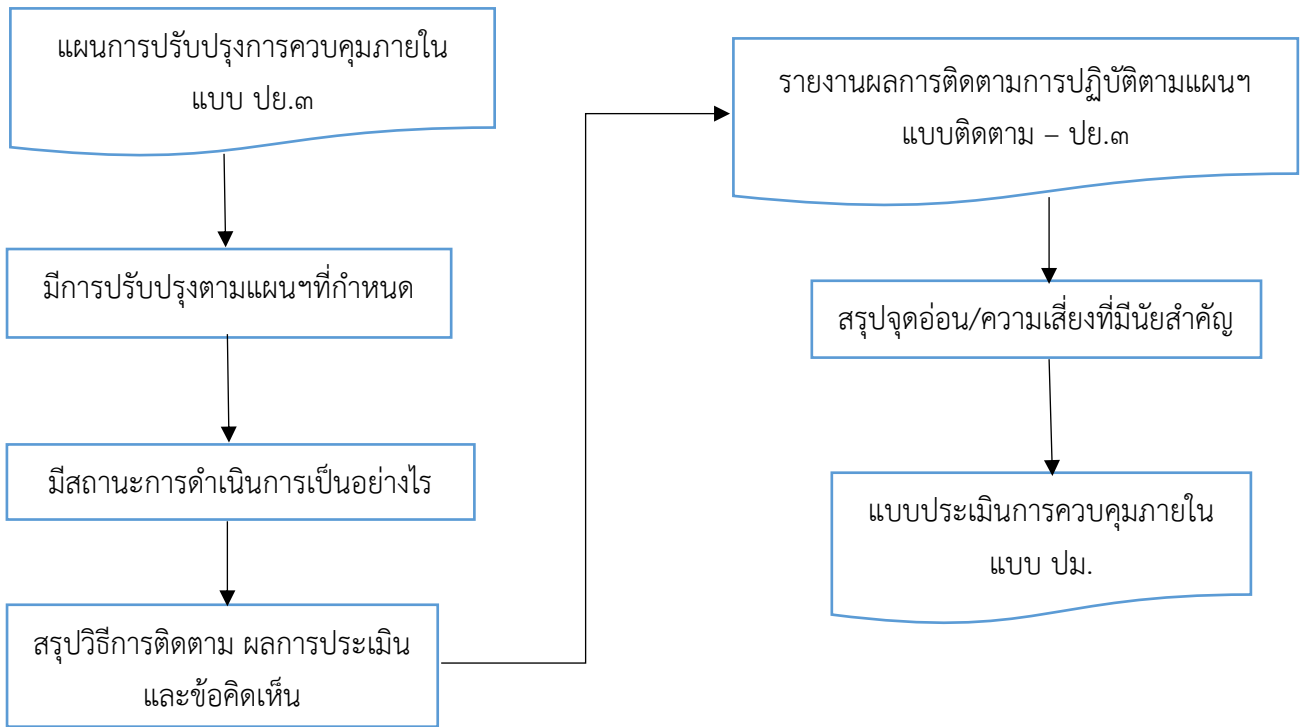 แผนการปรับปรุงการควบคุมภายใน
แบบ ปย.๓
มีการปรับปรุงตามแผนฯที่กำหนด
มีสถานะการดำเนินการเป็นอย่างไร
สรุปวิธีการติดตาม ผลการประเมิน
และข้อคิดเห็น
รายงานผลการติดตามการปฏิบัติตามแผนฯ
แบบติดตาม – ปย.๓
สรุปจุดอ่อน/ความเสี่ยงที่มีนัยสำคัญ
แบบประเมินการควบคุมภายใน
แบบ ปม.